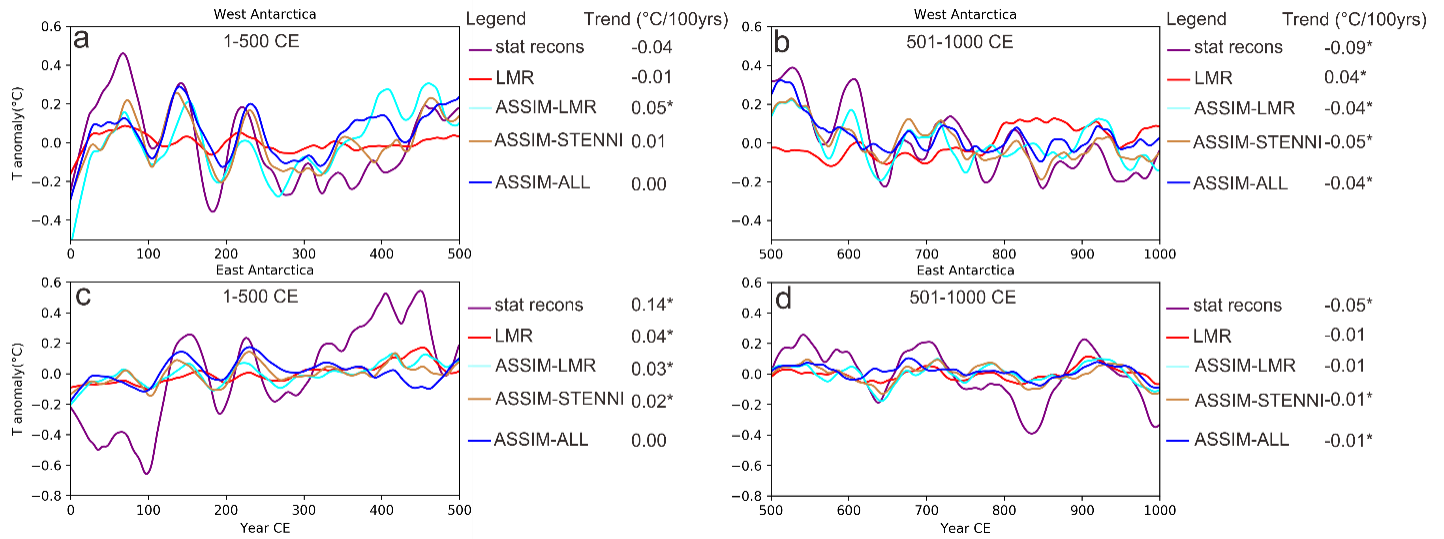 West Antarctica
a
1-500 CE
T anomaly(°C)
0.6
0.4
0.2
0.0
−0.2
−0.4
0 100 200 300 400 500
Legend Trend (°C/100yrs)
stat recons -0.04
LMR -0.01
ASSIM-LMR 0.05*
ASSIM-STENNI 0.01
ASSIM-ALL 0.00
West Antarctica
b
501-1000 CE
0.6
0.4
0.2
0.0
−0.2
−0.4
500 600 700 800 900 1000
Legend Trend (°C/100yrs)
stat recons -0.09*
LMR 0.04*
ASSIM-LMR -0.04*
ASSIM-STENNI -0.05*
ASSIM-ALL -0.04*
East Antarctica
c
1-500 CE
T anomaly(°C)
0.6
0.4
0.2
0.0
−0.2
−0.4
−0.6
−0.8
0 100 200 300 400 500
Year CE
stat recons 0.14*
LMR 0.04*
ASSIM-LMR 0.03*
ASSIM-STENNI 0.02*
ASSIM-ALL 0.00
East Antarctica
d
501-1000 CE
0.6
0.4
0.2
0.0
−0.2
−0.4
−0.6
−0.8
500 600 700 800 900 1000
Year CE
stat recons -0.05*
LMR -0.01
ASSIM-LMR -0.01
ASSIM-STENNI -0.01*
ASSIM-ALL -0.01*